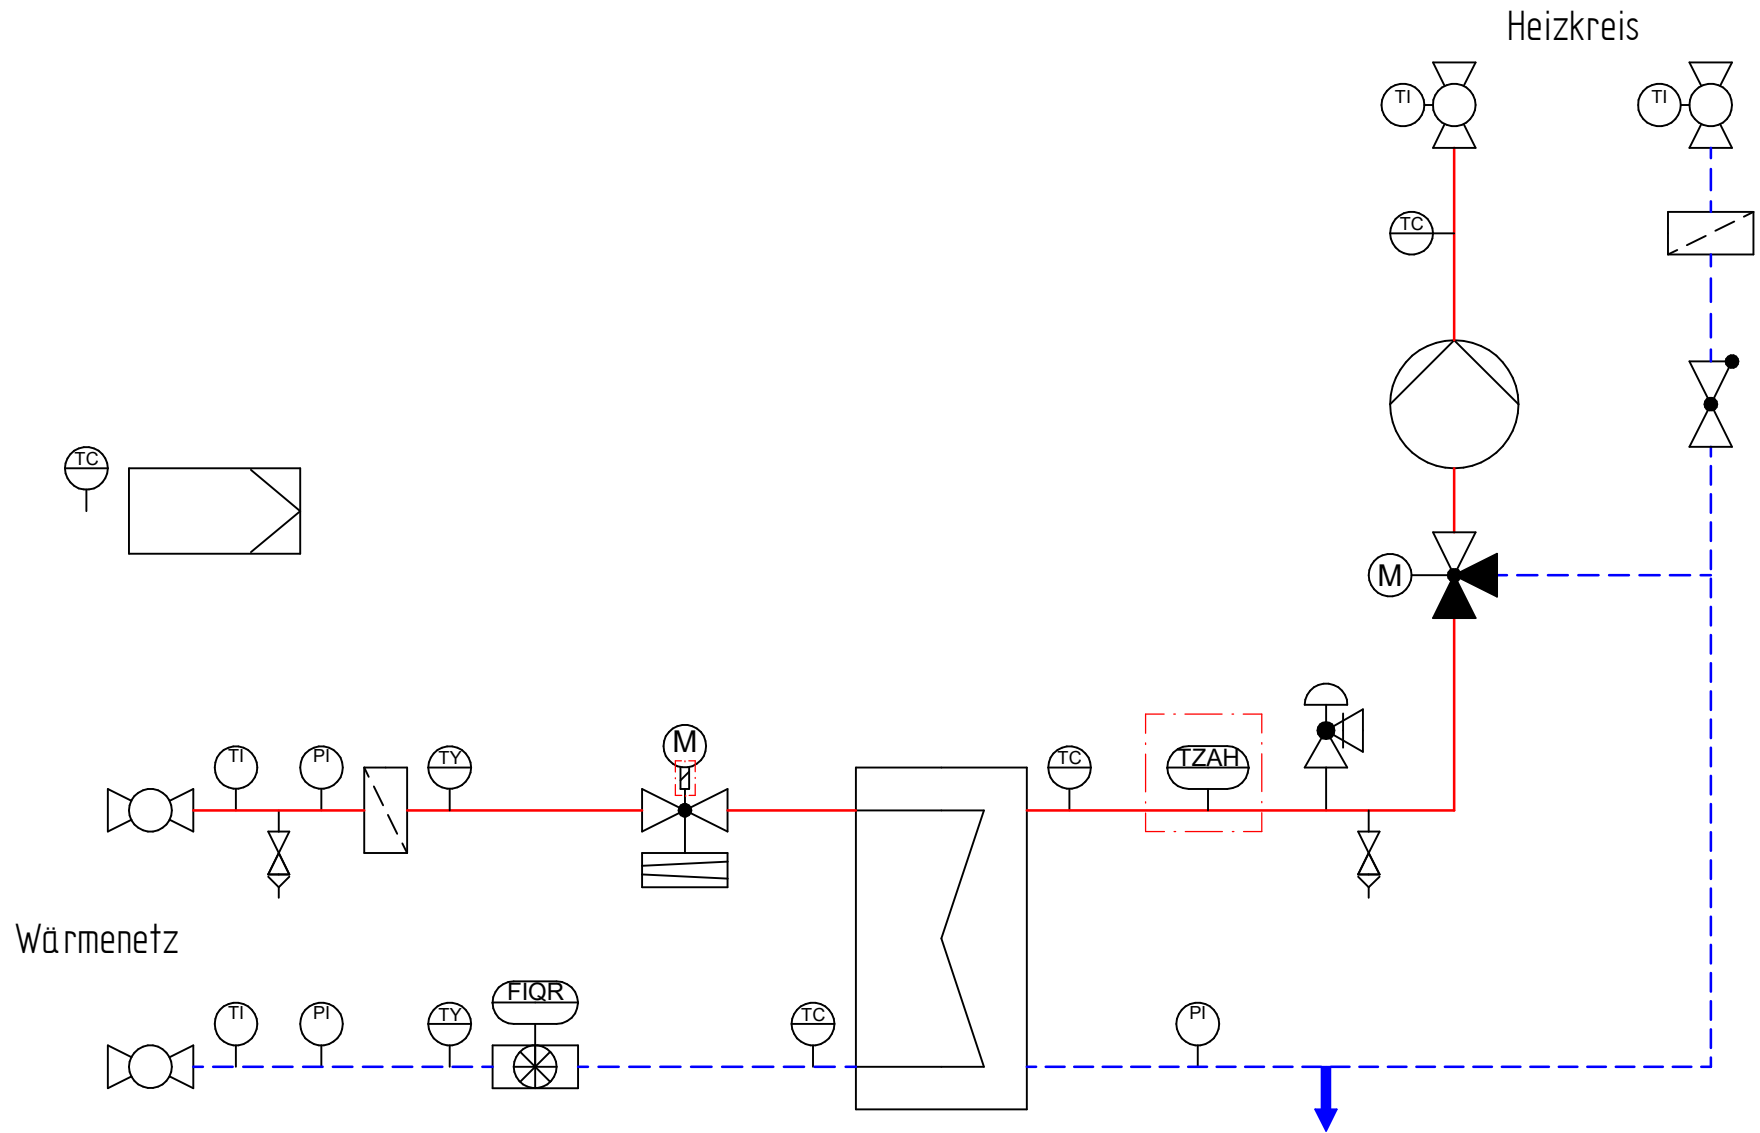 Heizkreis
TI
TI
TC
TC
M
M
TI
PI
TY
TC
TZAH
Wärmenetz
FIQR
TI
PI
TY
TC
PI